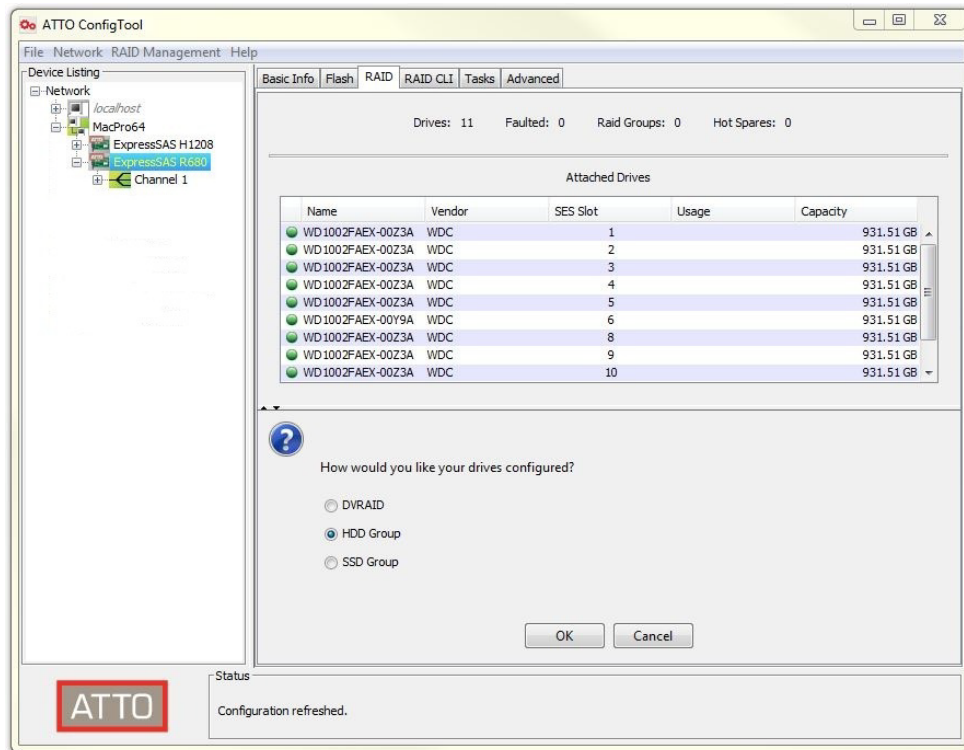 ATTO ConfigTool
File Network RAID Management Help
Device Listing
Network
localhost
MacPro64
ExpressSAS H1208
ExpressSAS R680
Channel 1
Basic Info Flash RAID RAID CLI Tasks Advanced
Drives: 11 Faulted: 0 Raid Groups: 0 Hot Spares: 0
Attached Drives
Name Vendor SES Slot Usage Capacity
WD1002FAEX-00Z3A WDC 1 931.51 GB
WD1002FAEX-00Z3A WDC 2 931.51 GB
WD1002FAEX-00Z3A WDC 3 931.51 GB
WD1002FAEX-00Z3A WDC 4 931.51 GB
WD1002FAEX-00Z3A WDC 5 931.51 GB
WD1002FAEX-00Y9A WDC 6 931.51 GB
WD1002FAEX-00Z3A WDC 8 931.51 GB
WD1002FAEX-00Z3A WDC 9 931.51 GB
WD1002FAEX-00Z3A WDC 10 931.51 GB
How would you like your drives configured?
DVRAID
HDD Group
SSD Group
OK Cancel
ATTO
Status
Configuration refreshed.